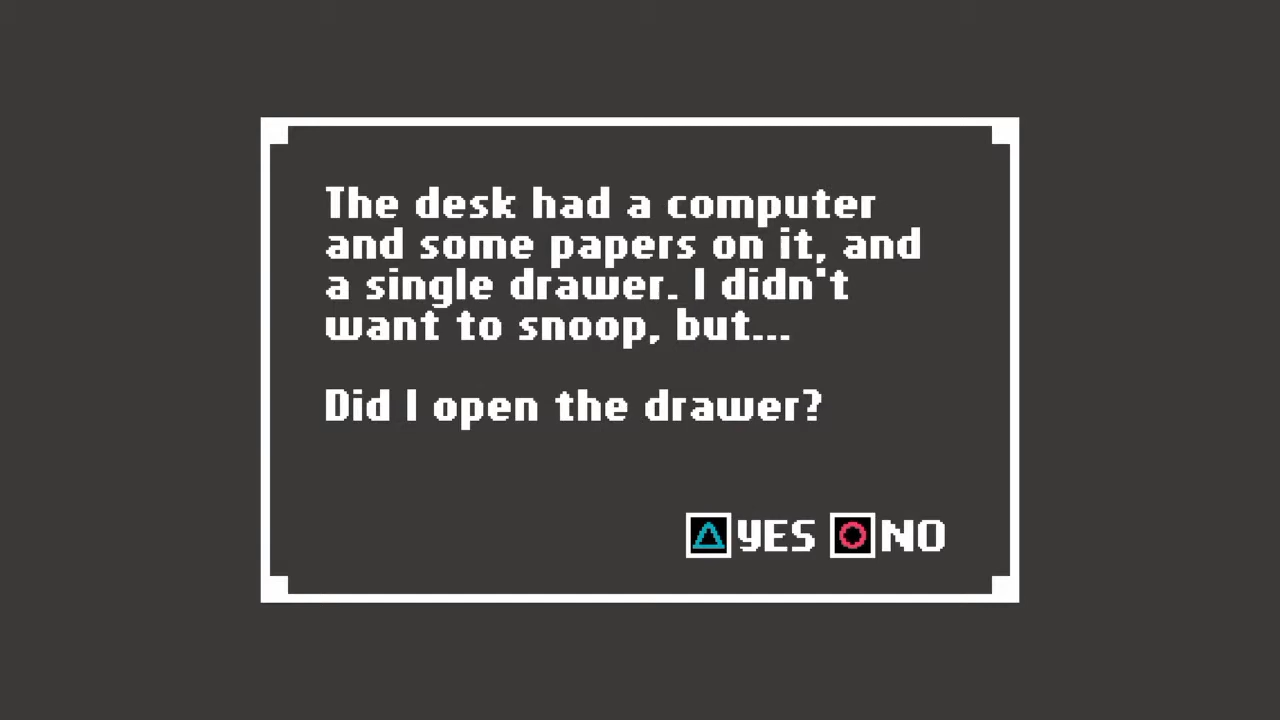 The desk had a computer
and some papers on it, and
a single drawer. I didn't
want to snoop, but...
Did I open the drawer?
YES NO